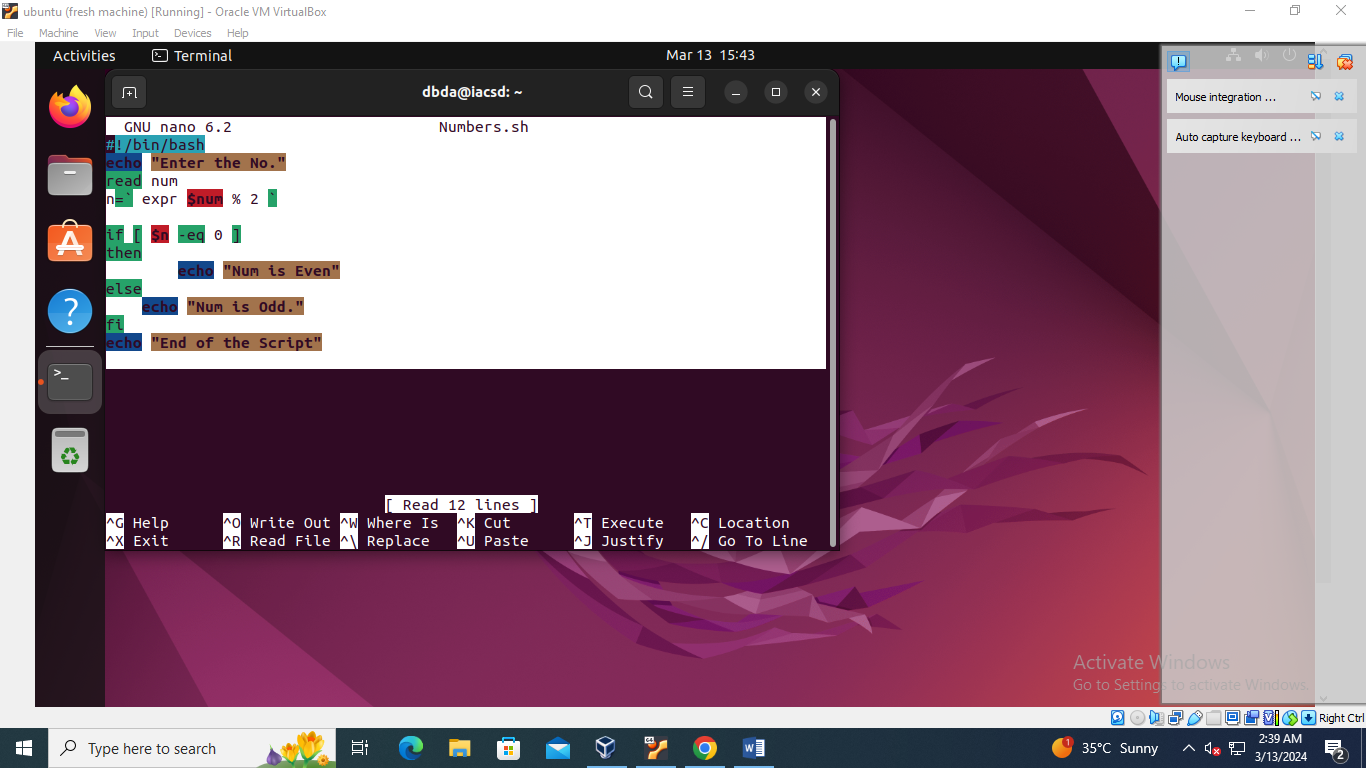 ubuntu (fresh machine) [Running] - Oracle VM VirtualBox
File Machine View Input Devices Help
Activities Terminal Mar 13 15:43
dbda@iacsd: ~
GNU nano 6.2 Numbers.sh
#!/bin/bash
echo "Enter the No."
read num
n=` expr $num % 2 `
if [ $n -eq 0 ]
then
echo "Num is Even"
else
echo "Num is Odd."
fi
echo "End of the Script"
[ Read 12 lines ]
^G Help ^O Write Out ^W Where Is ^K Cut ^T Execute ^C Location
^X Exit ^R Read File ^\ Replace ^U Paste ^J Justify ^/ Go To Line
Mouse integration ...
Auto capture keyboard ...
Activate Windows
Go to Settings to activate Windows.
Right Ctrl
Type here to search
1
35°C Sunny
2:39 AM
3/13/2024
2